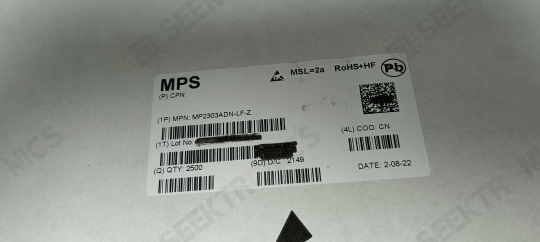 MPS
MSL=2a RoHS+HF Pb
(P) CPN:
(1P) MPN: MP2303ADN-LF-Z
(1T) Lot No:
(4L) COO: CN
(9D) D/C 2149
(Q) QTY: 2500
DATE: 2-08-22
SEEKTRONICS